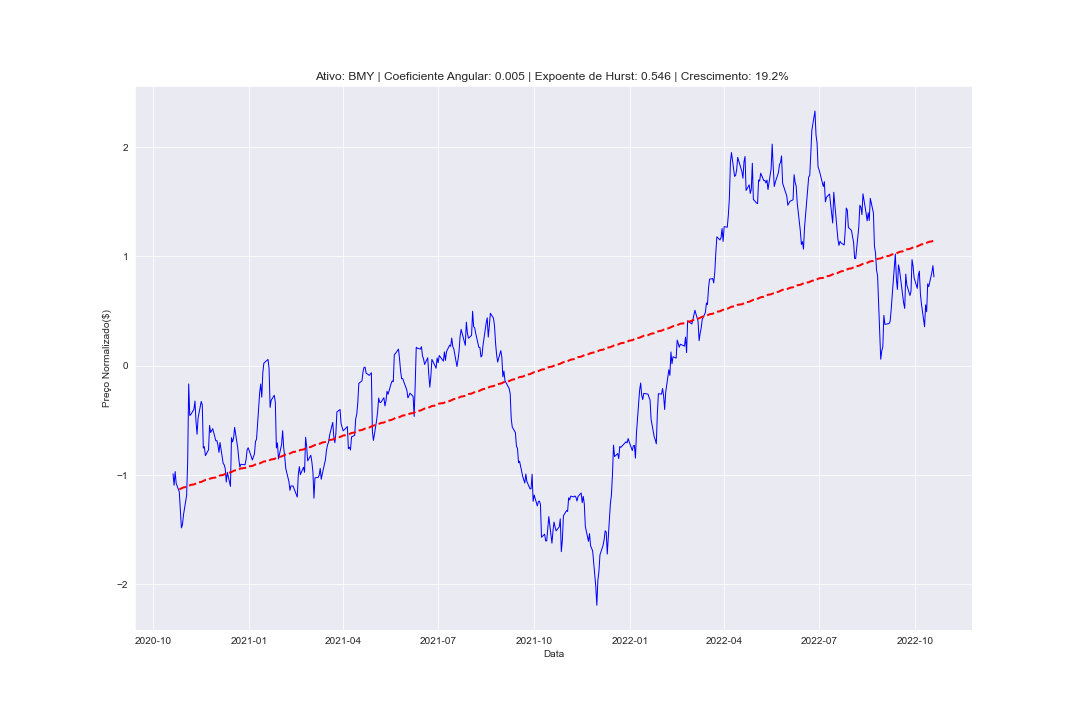 Ativo: BMY | Coeficiente Angular: 0.005 | Expoente de Hurst: 0.546 | Crescimento: 19.2%
Preço Normalizado($)
2
1
0
−1
−2
2020-10 2021-01 2021-04 2021-07 2021-10 2022-01 2022-04 2022-07 2022-10
Data